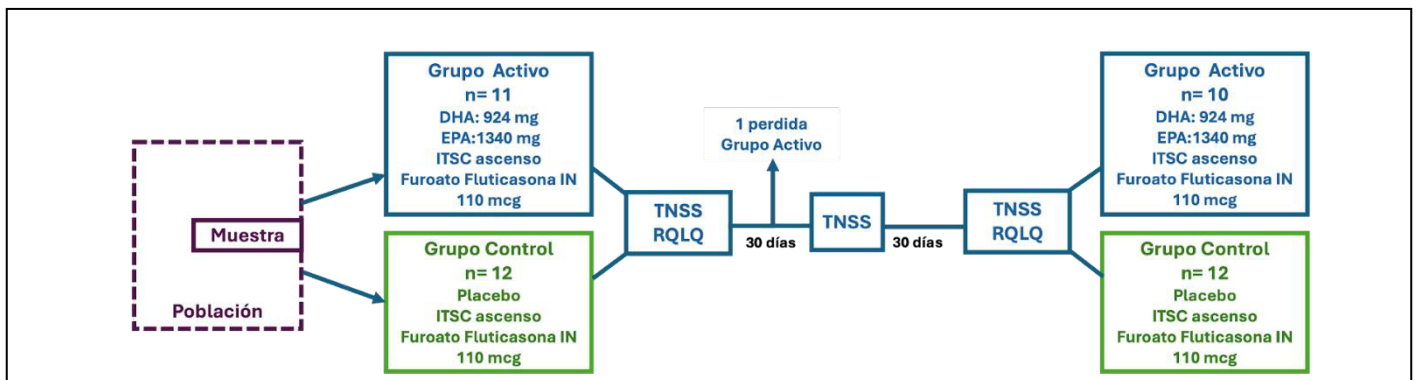 Población
Muestra
Grupo Activo
n= 11
DHA: 924 mg
EPA:1340 mg
ITSC ascenso
Furoato Fluticasona IN
110 mcg
Grupo Control
n= 12
Placebo
ITSC ascenso
Furoato Fluticasona IN
110 mcg
TNSS
RQLQ
1 perdida
Grupo Activo
30 días
TNSS
30 días
TNSS
RQLQ
Grupo Activo
n= 10
DHA: 924 mg
EPA:1340 mg
ITSC ascenso
Furoato Fluticasona IN
110 mcg
Grupo Control
n= 12
Placebo
ITSC ascenso
Furoato Fluticasona IN
110 mcg